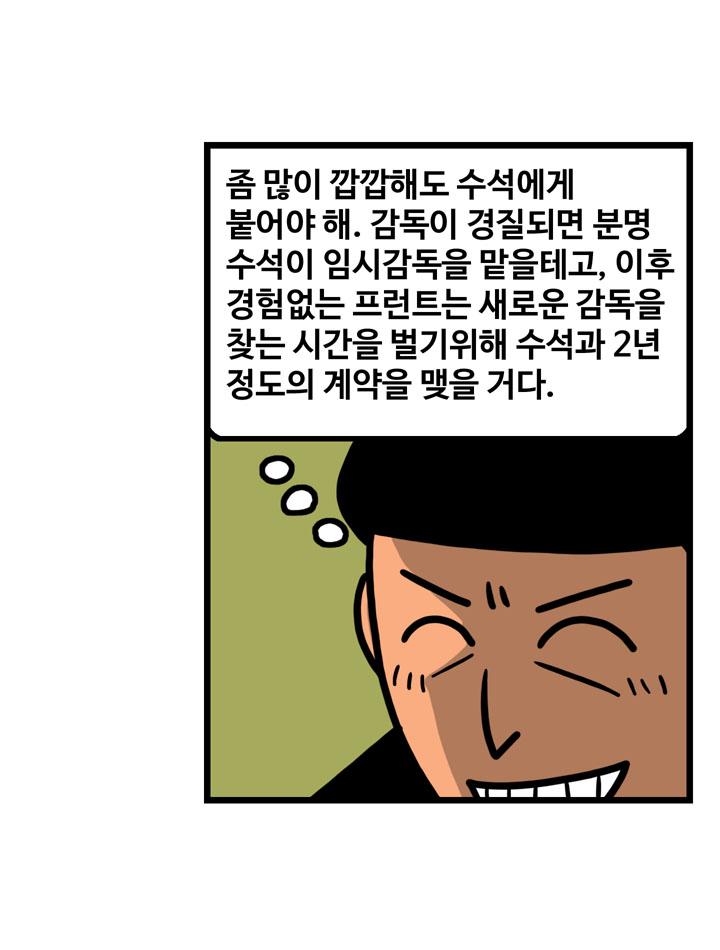 좀 많이 깝깝해도 수석에게
붙어야 해. 감독이 경질되면 분명
수석이 임시감독을 맡을테고, 이후
경험없는 프런트는 새로운 감독을
찾는 시간을 벌기위해 수석과 2년
정도의 계약을 맺을 거다.